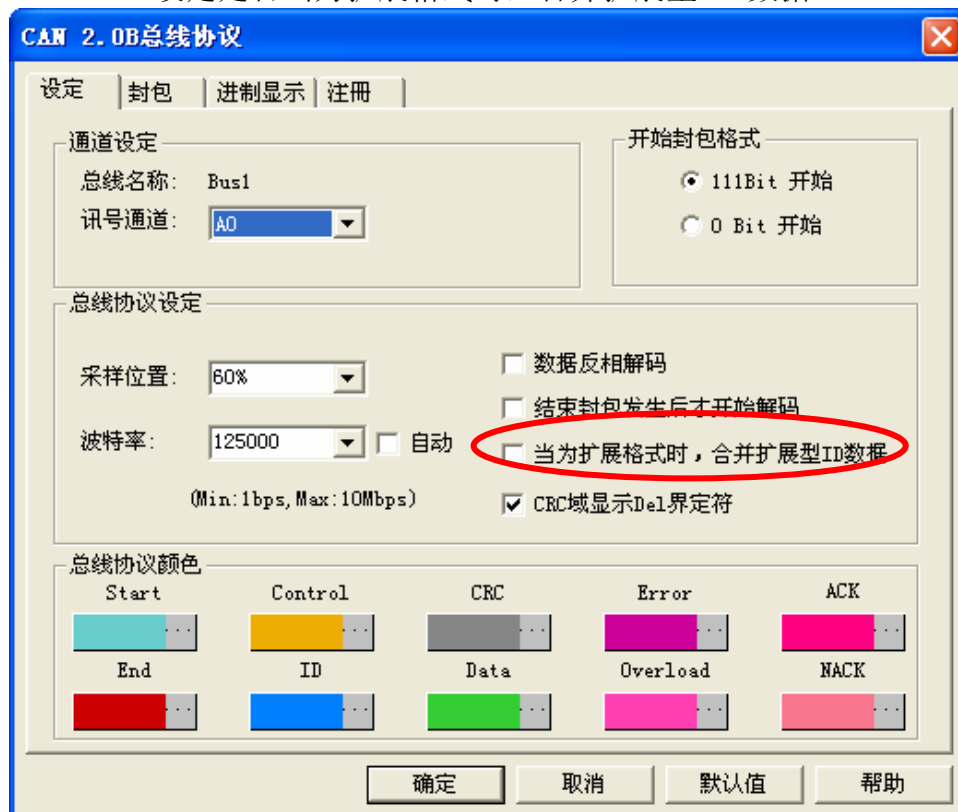 CAN 2.0B总线协议
设定 封包 进制显示 注册
通道设定
总线名称: Bus1
讯号通道: A0
开始封包格式
111Bit 开始
0 Bit 开始
总线协议设定
采样位置: 60%
波特率: 125000 自动
(Min:1bps,Max:10Mbps)
数据反相解码
结束封包发生后才开始解码
当为扩展格式时，合并扩展型ID数据
CRC域显示Del界定符
总线协议颜色
Start Control CRC Error ACK
... ... ... ... ...
End ID Data Overload NACK
... ... ... ... ...
确定 取消 默认值 帮助